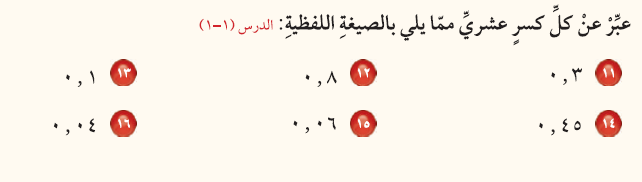 عبِّرْ عنْ كلِّ كسرٍ عشريٍّ ممّا يلي بالصيغةِ اللفظيةِ: الدرس (١-١)
١١ ٠,٣ ١٢ ٠,٨ ١٣ ٠,١
١٤ ٠,٤٥ ١٥ ٠,٠٦ ١٦ ٠,٠٤